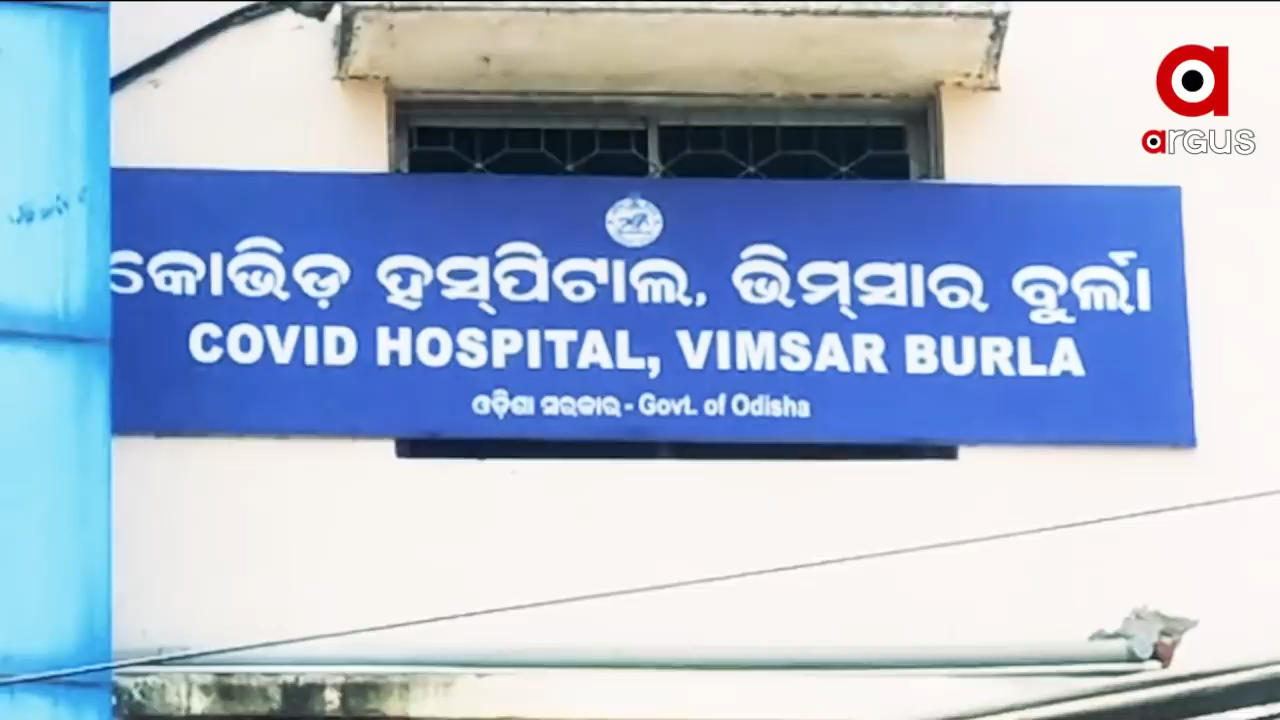 argus
କୋଭିଡ଼ ହସ୍ପିଟାଲ, ଭିମ୍‌ସାର ବୁର୍ଲା
COVID HOSPITAL, VIMSAR BURLA
ଓଡ଼ିଶା ସରକାର - Govt. of Odisha